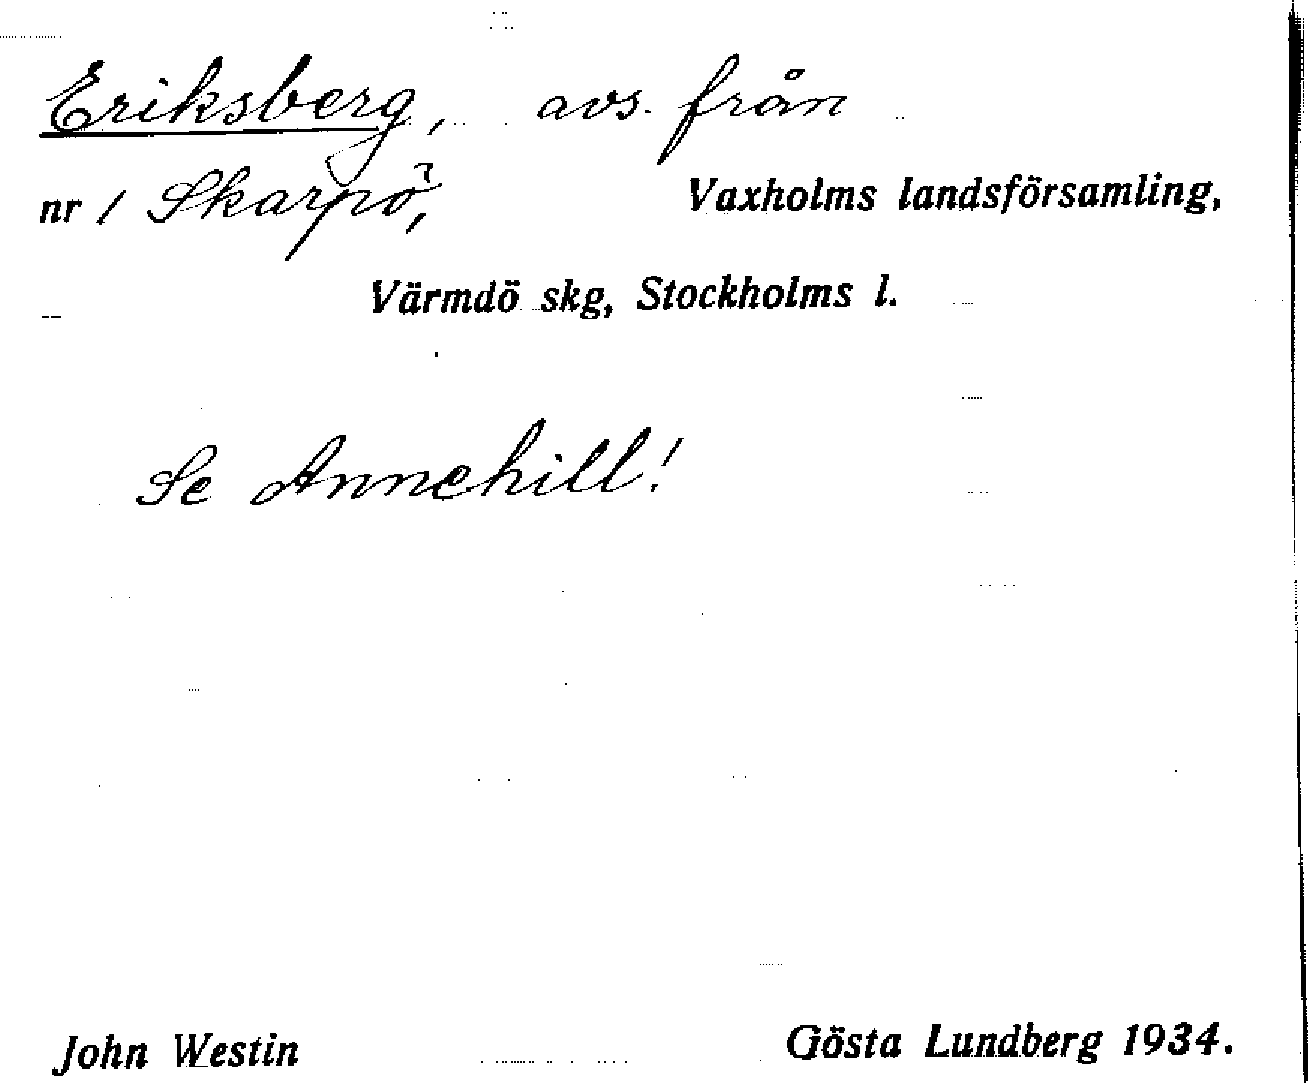 Eriksberg, avs. från
nr 1 Skarpö, Vaxholms landsförsamling,
Värmdö skg, Stockholms l.
Se Annehill!
John Westin Gösta Lundberg 1934.